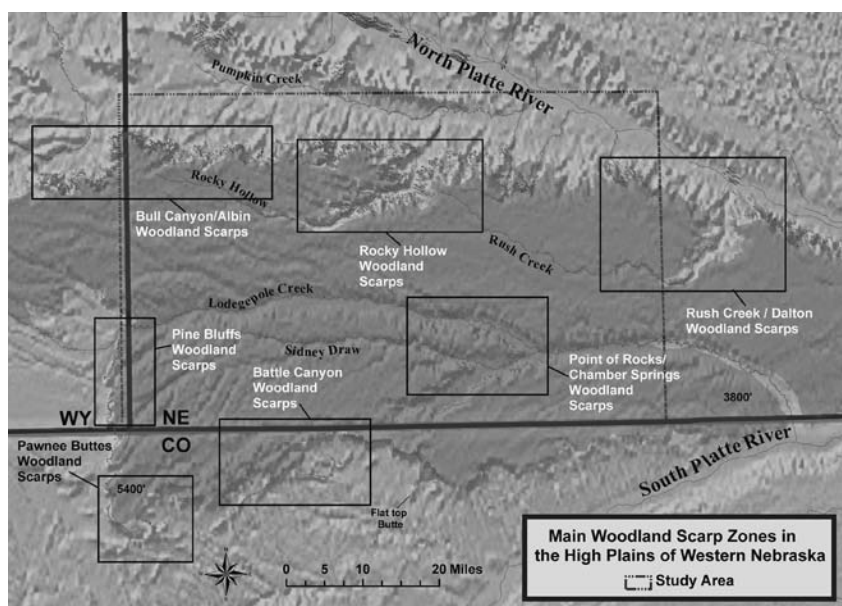 North Platte River
Pumpkin Creek
Rocky Hollow
Bull Canyon/Albin
Woodland Scarps
Rocky Hollow
Woodland
Scarps
Rush Creek
Rush Creek / Dalton
Woodland Scarps
Lodgepole Creek
Pine Bluffs
Woodland
Scarps
Sidney Draw
Battle Canyon
Woodland
Scarps
Point of Rocks/
Chamber Springs
Woodland
Scarps
3800'
WY
NE
CO
Pawnee Buttes
Woodland
Scarps
5400'
South Platte River
Flat top
Butte
N
0 5 10 20 Miles
Main Woodland Scarp Zones in
the High Plains of Western Nebraska
Study Area